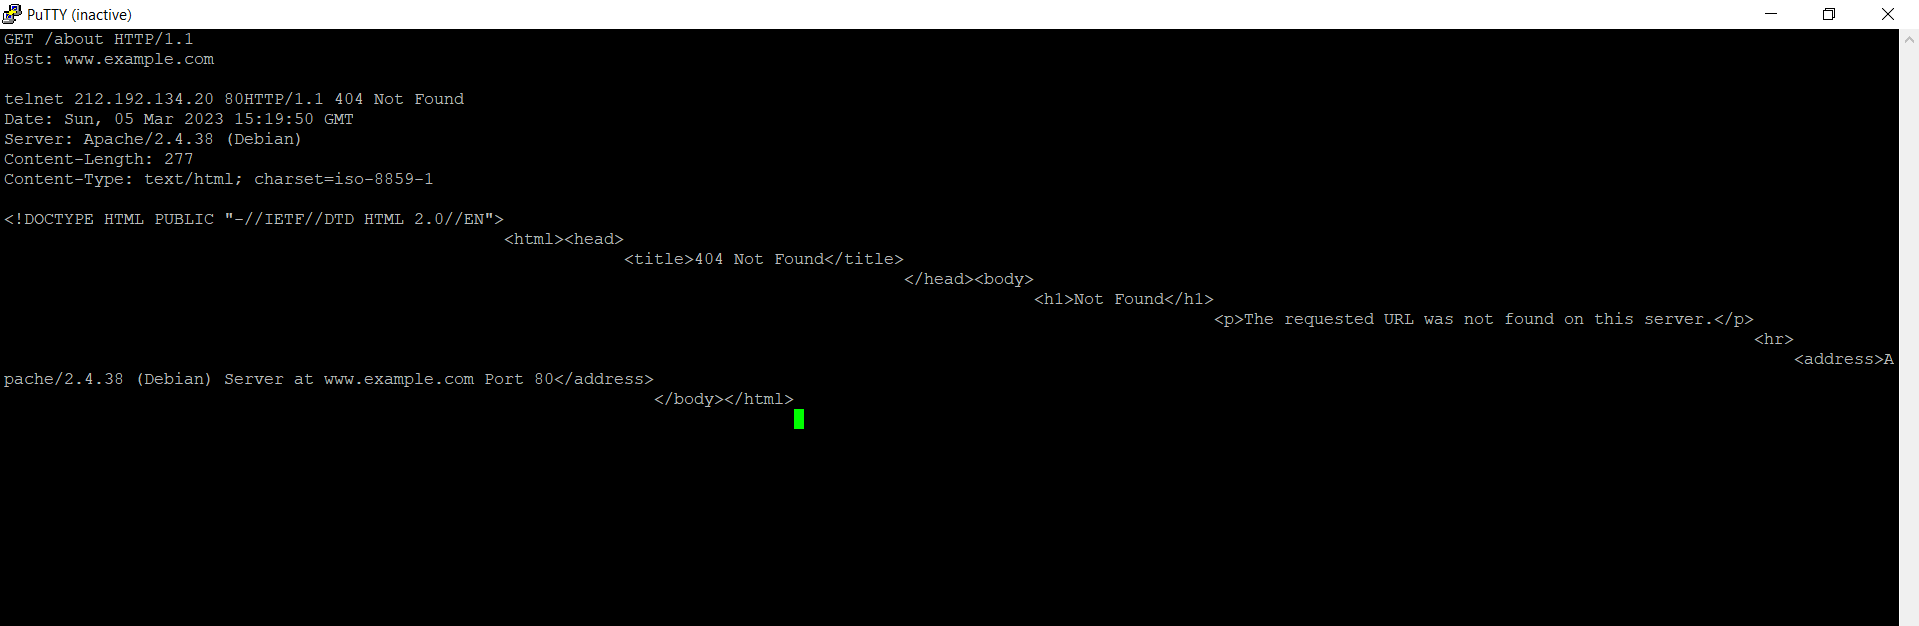 PuTTY (inactive)
GET /about HTTP/1.1
Host: www.example.com
telnet 212.192.134.20 80HTTP/1.1 404 Not Found
Date: Sun, 05 Mar 2023 15:19:50 GMT
Server: Apache/2.4.38 (Debian)
Content-Length: 277
Content-Type: text/html; charset=iso-8859-1
<!DOCTYPE HTML PUBLIC "-//IETF//DTD HTML 2.0//EN">
<html><head>
<title>404 Not Found</title>
</head><body>
<h1>Not Found</h1>
<p>The requested URL was not found on this server.</p>
<hr>
<address>A
pache/2.4.38 (Debian) Server at www.example.com Port 80</address>
</body></html>